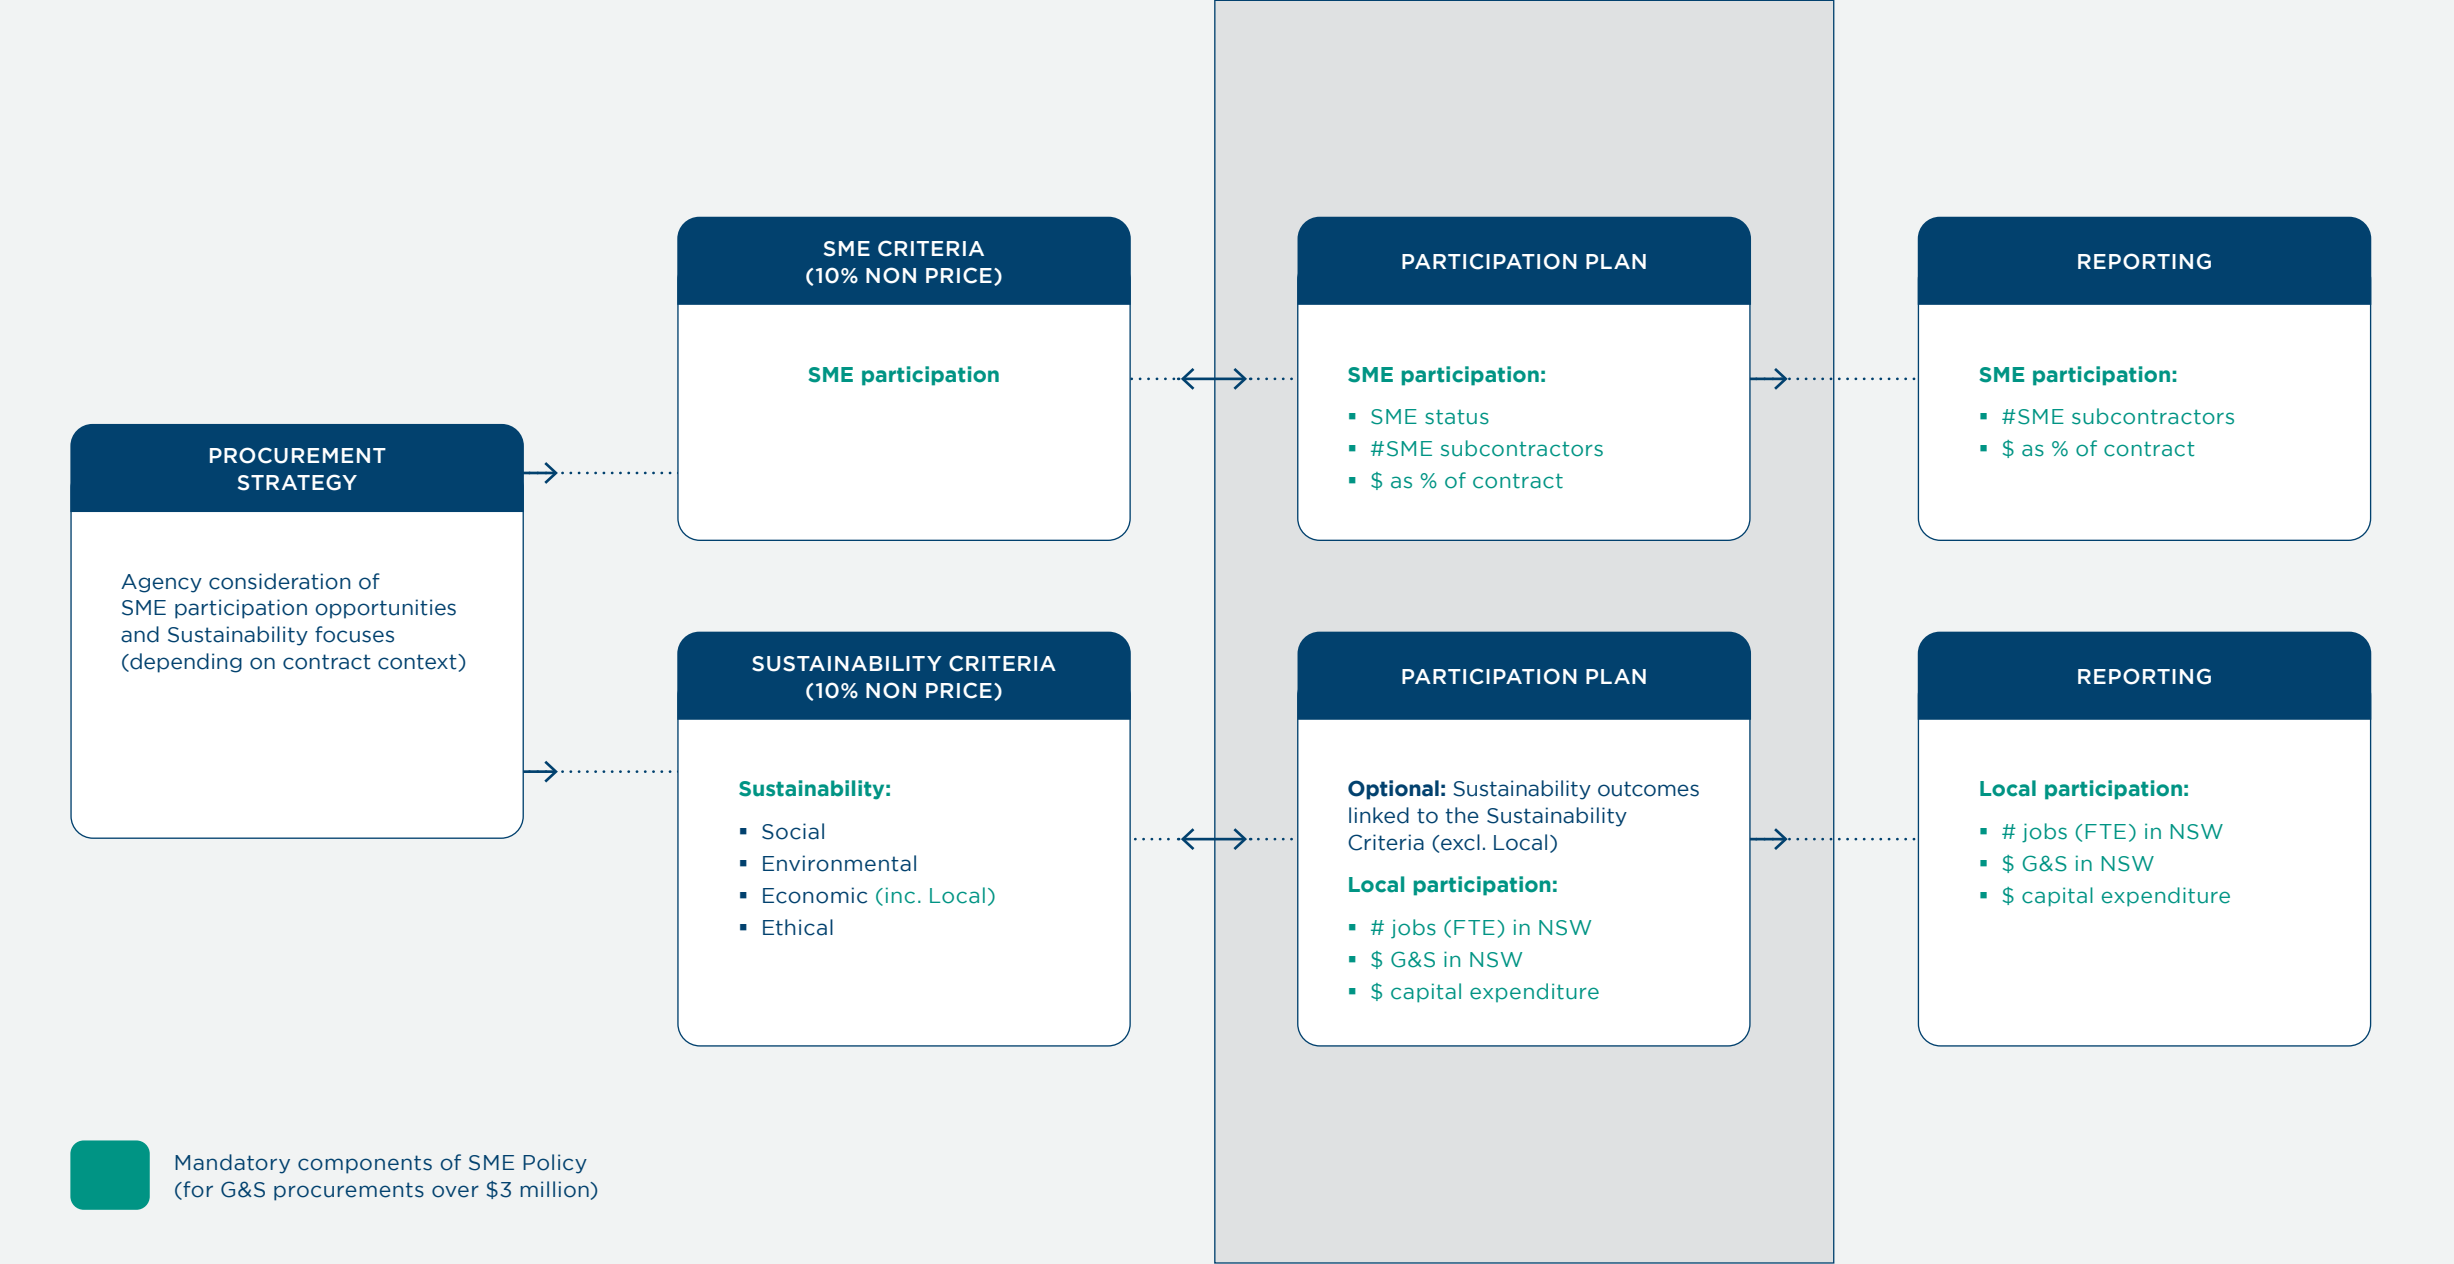 PROCUREMENT
STRATEGY
Agency consideration of
SME participation opportunities
and Sustainability focuses
(depending on contract context)
SME CRITERIA
(10% NON PRICE)
SME participation
PARTICIPATION PLAN
SME participation:
▪ SME status
▪ #SME subcontractors
▪ $ as % of contract
REPORTING
SME participation:
▪ #SME subcontractors
▪ $ as % of contract
SUSTAINABILITY CRITERIA
(10% NON PRICE)
Sustainability:
▪ Social
▪ Environmental
▪ Economic (inc. Local)
▪ Ethical
PARTICIPATION PLAN
Optional: Sustainability outcomes
linked to the Sustainability
Criteria (excl. Local)
Local participation:
▪ # jobs (FTE) in NSW
▪ $ G&S in NSW
▪ $ capital expenditure
REPORTING
Local participation:
▪ # jobs (FTE) in NSW
▪ $ G&S in NSW
▪ $ capital expenditure
Mandatory components of SME Policy
(for G&S procurements over $3 million)